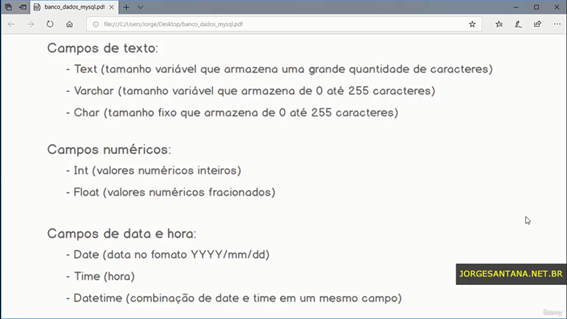 banco_dados_mysql.pdf
file:///C:/Users/Jorge/Desktop/banco_dados_mysql.pdf
Campos de texto:
- Text (tamanho variável que armazena uma grande quantidade de caracteres)
- Varchar (tamanho variável que armazena de 0 até 255 caracteres)
- Char (tamanho fixo que armazena de 0 até 255 caracteres)
Campos numéricos:
- Int (valores numéricos inteiros)
- Float (valores numéricos fracionados)
Campos de data e hora:
- Date (data no fomato YYYY/mm/dd)
JORGESANTANA.NET.BR
- Time (hora)
- Datetime (combinação de date e time em um mesmo campo)
Udemy